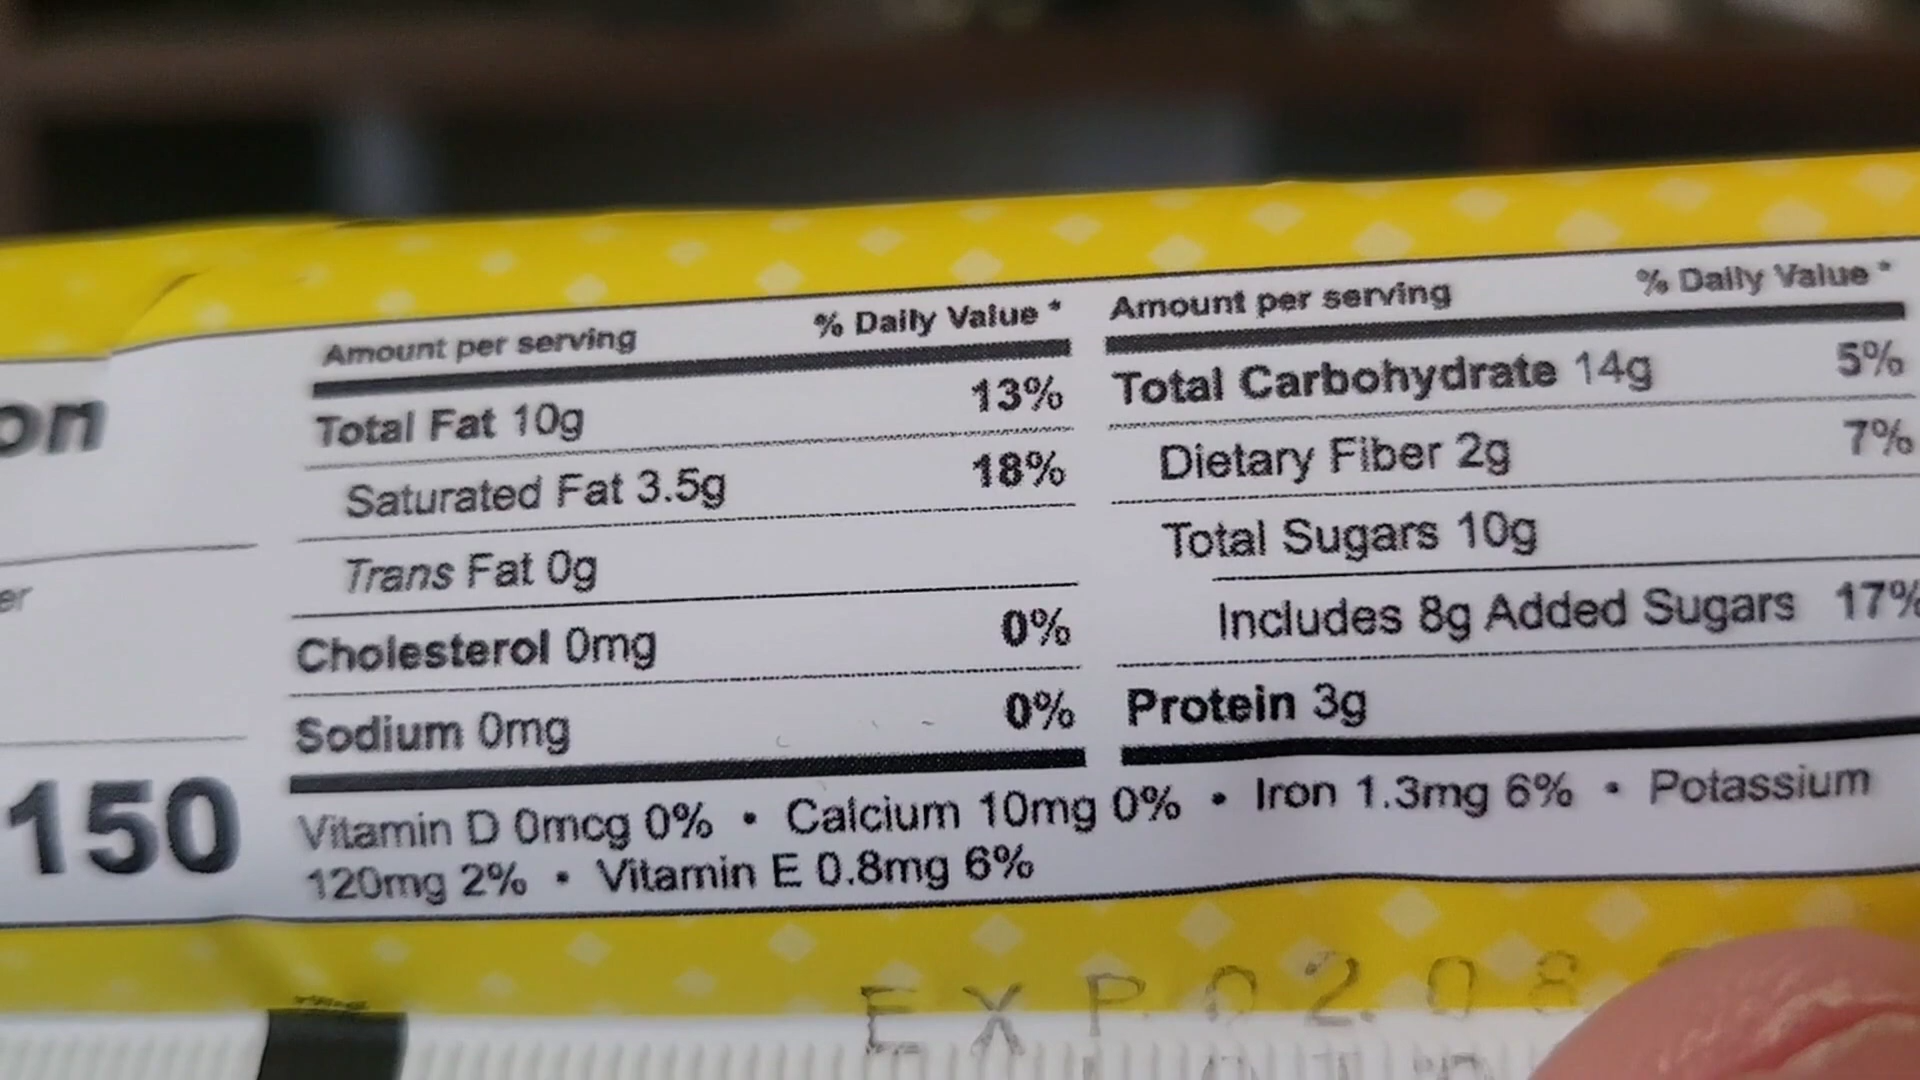 on
er
150
Amount per serving % Daily Value *
Total Fat 10g 13%
Saturated Fat 3.5g 18%
Trans Fat 0g
Cholesterol 0mg 0%
Sodium 0mg 0%
Amount per serving % Daily Value *
Total Carbohydrate 14g 5%
Dietary Fiber 2g 7%
Total Sugars 10g
Includes 8g Added Sugars 17%
Protein 3g
Vitamin D 0mcg 0% • Calcium 10mg 0% • Iron 1.3mg 6% • Potassium
120mg 2% • Vitamin E 0.8mg 6%
EXP.02.08